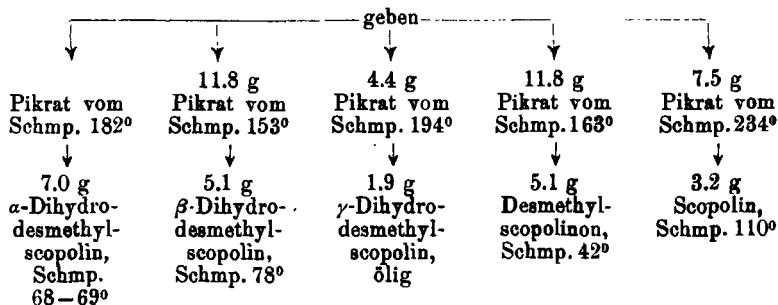 geben
11.8 g 4.4 g 11.8 g 7.5 g
Pikrat vom Pikrat vom Pikrat vom Pikrat vom Pikrat vom
Schmp. 182⁰ Schmp. 153⁰ Schmp. 194⁰ Schmp. 163⁰ Schmp. 234⁰
7.0 g 5.1 g 1.9 g 5.1 g 3.2 g
α-Dihydro- β-Dihydro- γ-Dihydro- Desmethyl- Scopolin,
desmethyl- desmethyl- desmethyl- scopolinon, Schmp. 110⁰
scopolin, scopolin, scopolin, Schmp. 42⁰
Schmp. Schmp. 78⁰ ölig
68–69⁰